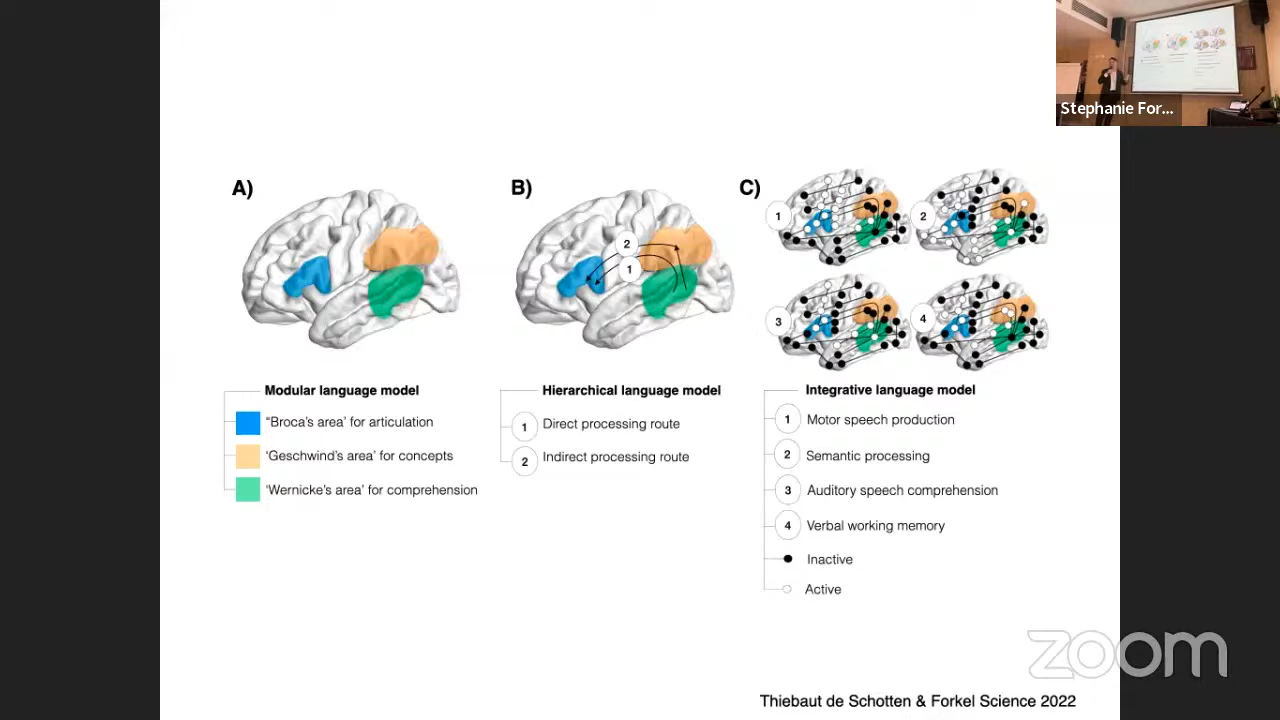 Stephanie For...
A)
B)
C)
1
2
2
1
3
4
Modular language model
“Broca’s area’ for articulation
‘Geschwind’s area’ for concepts
‘Wernicke’s area’ for comprehension
Hierarchical language model
1 Direct processing route
2 Indirect processing route
Integrative language model
1 Motor speech production
2 Semantic processing
3 Auditory speech comprehension
4 Verbal working memory
Inactive
Active
zoom
Thiebaut de Schotten & Forkel Science 2022